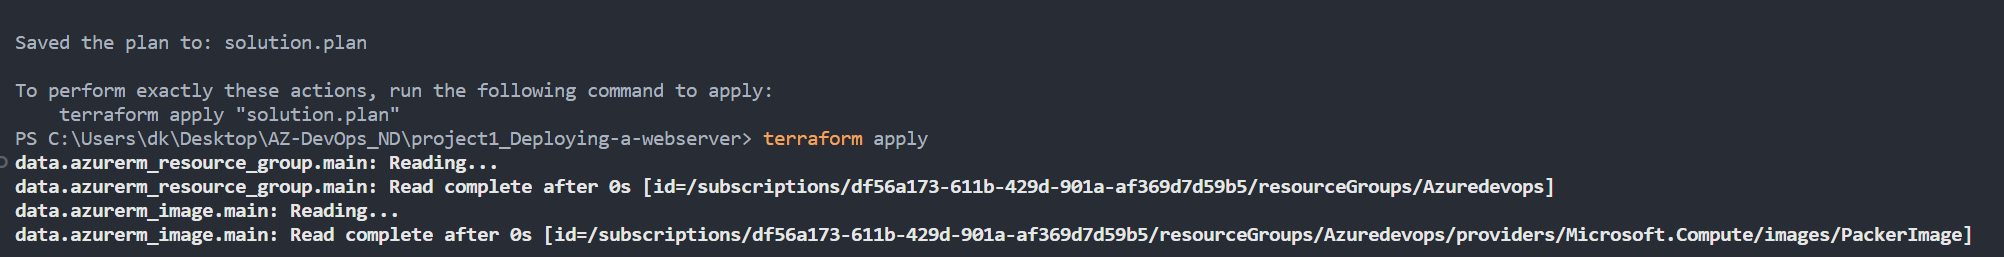 Saved the plan to: solution.plan
To perform exactly these actions, run the following command to apply:
terraform apply "solution.plan"
PS C:\Users\dk\Desktop\AZ-DevOps_ND\project1_Deploying-a-webserver> terraform apply
data.azurerm_resource_group.main: Reading...
data.azurerm_resource_group.main: Read complete after 0s [id=/subscriptions/df56a173-611b-429d-901a-af369d7d59b5/resourceGroups/Azuredevops]
data.azurerm_image.main: Reading...
data.azurerm_image.main: Read complete after 0s [id=/subscriptions/df56a173-611b-429d-901a-af369d7d59b5/resourceGroups/Azuredevops/providers/Microsoft.Compute/images/PackerImage]